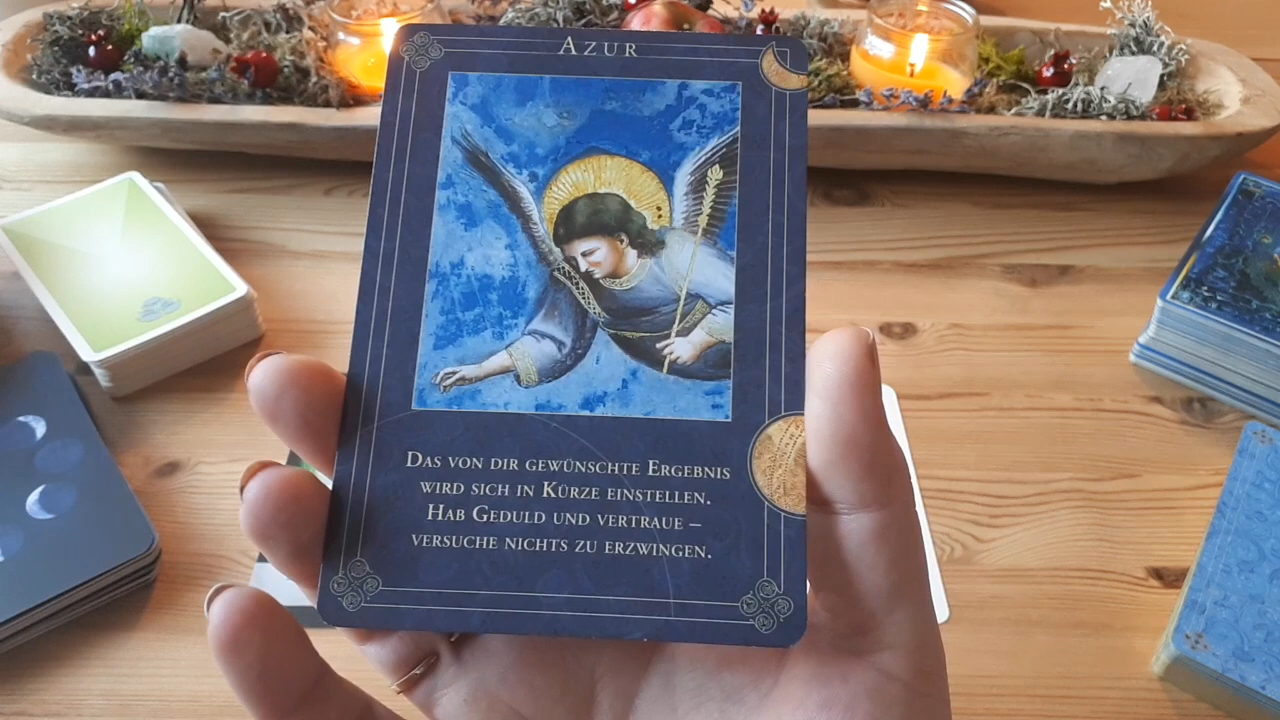 AZUR
DAS VON DIR GEWÜNSCHTE ERGEBNIS
WIRD SICH IN KÜRZE EINSTELLEN.
HAB GEDULD UND VERTRAUE –
VERSUCHE NICHTS ZU ERZWINGEN.